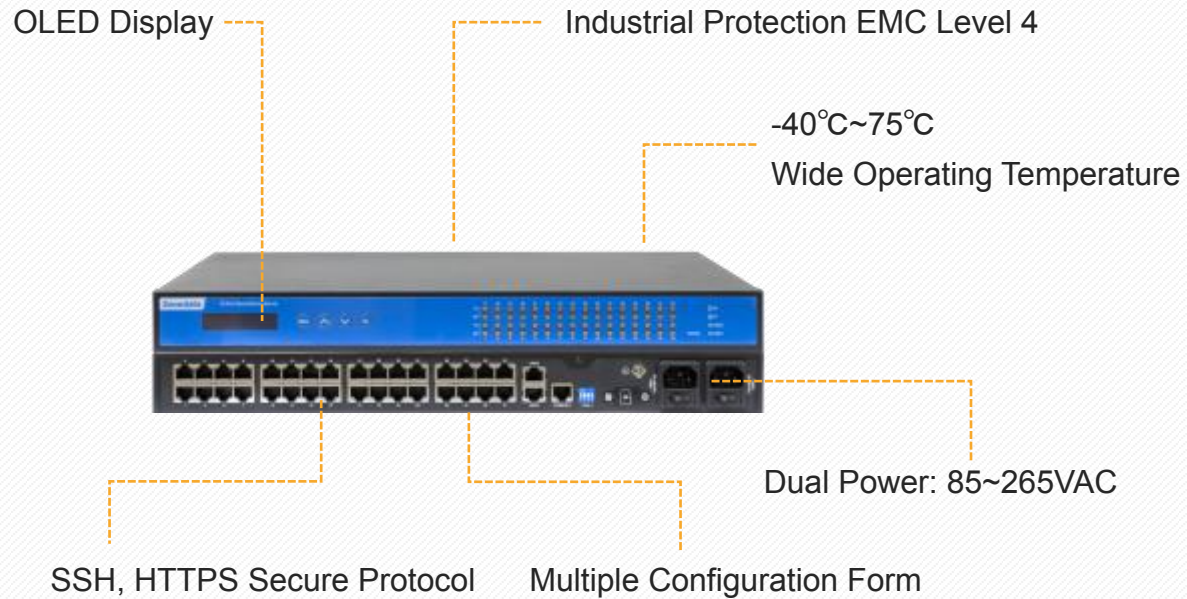 OLED Display
Industrial Protection EMC Level 4
-40℃~75℃
Wide Operating Temperature
Dual Power: 85~265VAC
SSH, HTTPS Secure Protocol
Multiple Configuration Form